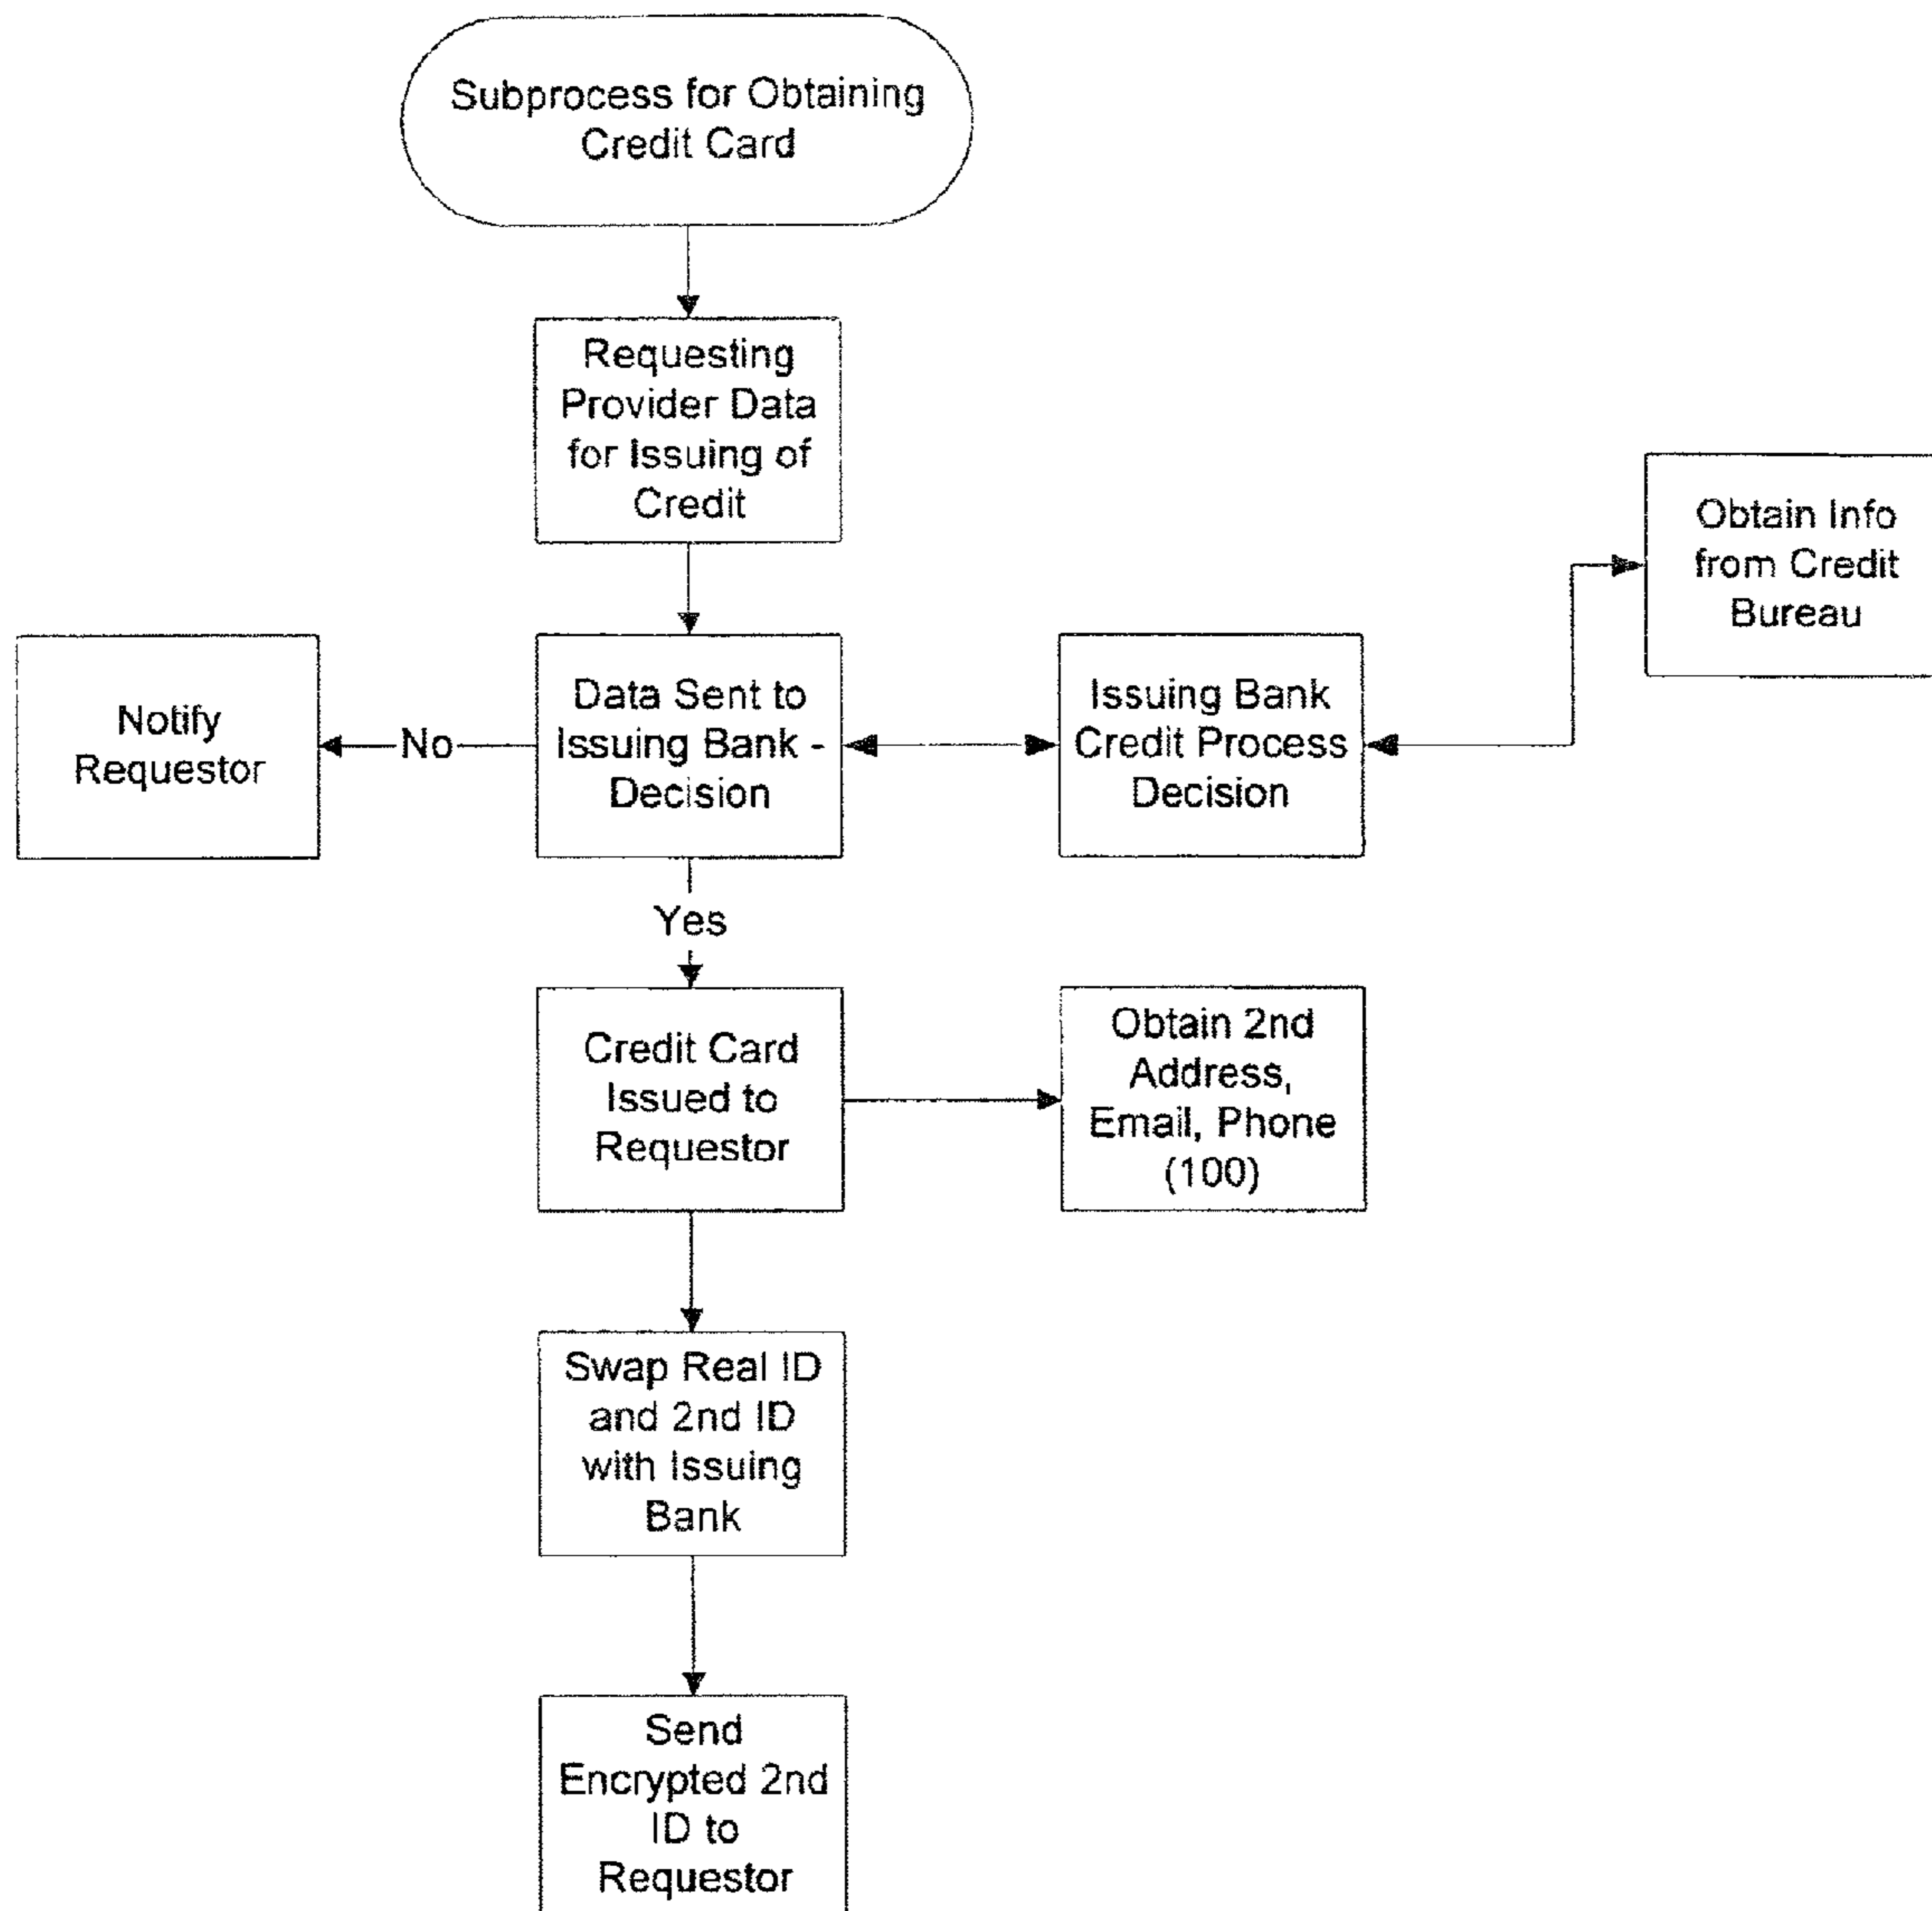 Subprocess for Obtaining
Credit Card
Requesting
Provider Data
for Issuing of
Credit
Obtain Info
from Credit
Bureau
Notify
Requestor
No
Data Sent to
Issuing Bank -
Decision
Issuing Bank
Credit Process
Decision
Yes
Credit Card
Issued to
Requestor
Obtain 2nd
Address,
Email, Phone
(100)
Swap Real ID
and 2nd ID
with Issuing
Bank
Send
Encrypted 2nd
ID to
Requestor